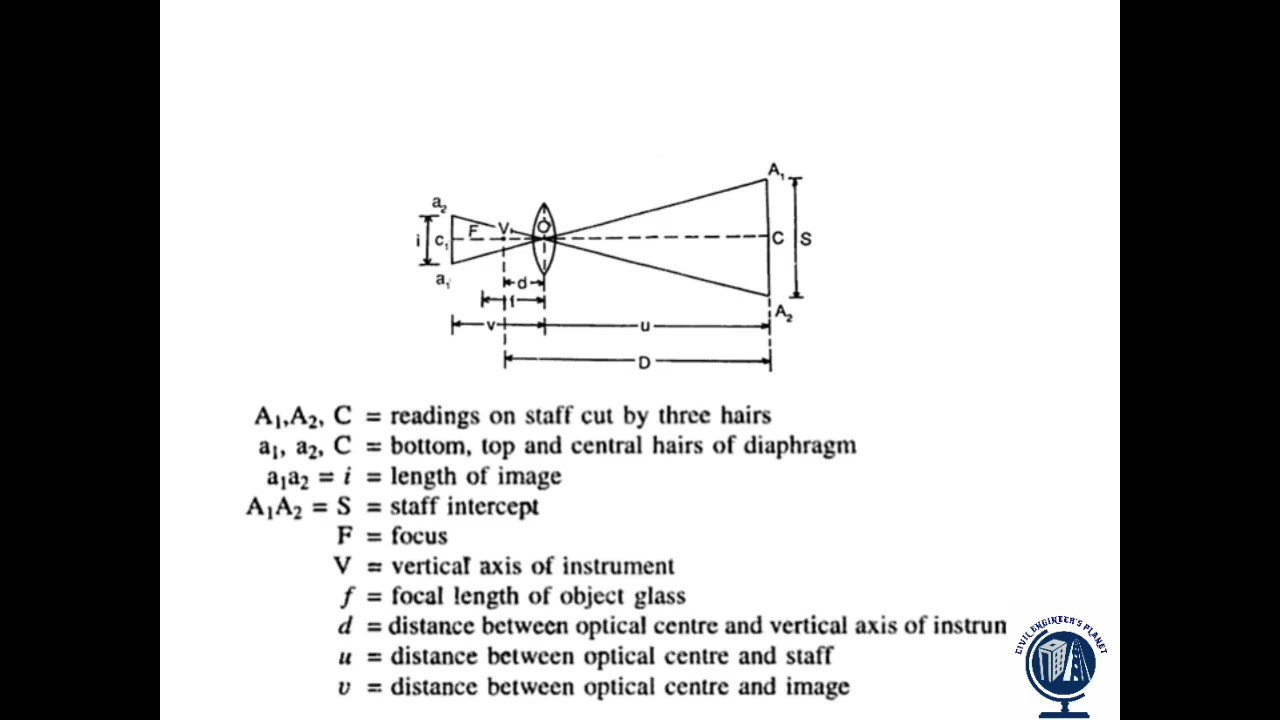 A₁
a₂
F V O
i c₁ C S
a₁
d
f
A₂
v u
D
A₁,A₂, C = readings on staff cut by three hairs
a₁, a₂, C = bottom, top and central hairs of diaphragm
a₁a₂ = i = length of image
A₁A₂ = S = staff intercept
F = focus
V = vertical axis of instrument
f = focal length of object glass
d = distance between optical centre and vertical axis of instrun
u = distance between optical centre and staff
v = distance between optical centre and image
CIVIL ENGINEER'S PLANET